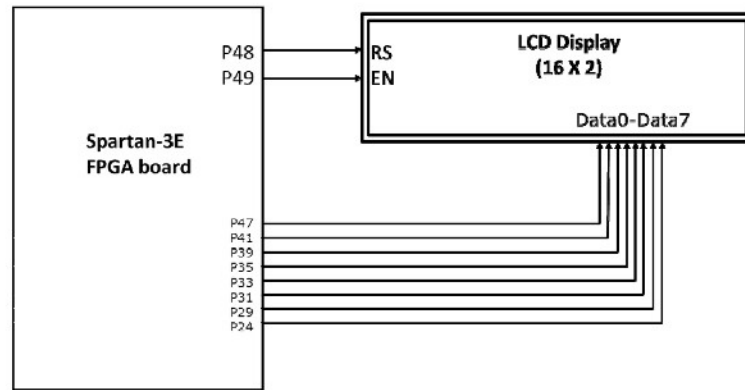 P48
P49
RS
EN
LCD Display
(16 X 2)
Data0-Data7
Spartan-3E
FPGA board
P47
P41
P39
P35
P33
P31
P29
P24